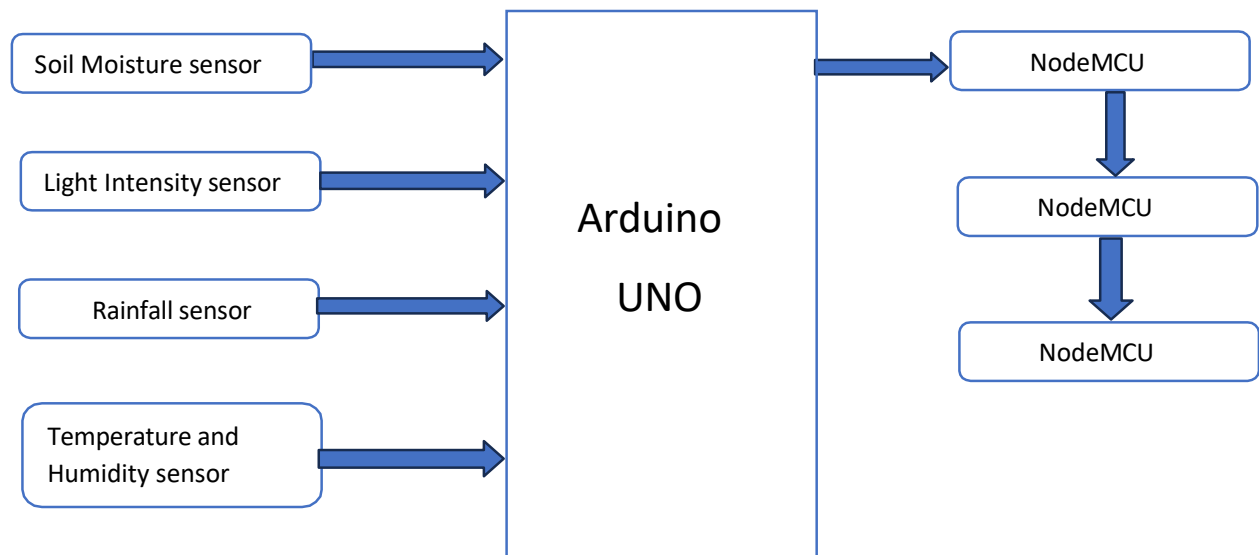 Soil Moisture sensor
Light Intensity sensor
Rainfall sensor
Temperature and
Humidity sensor
Arduino
UNO
NodeMCU
NodeMCU
NodeMCU